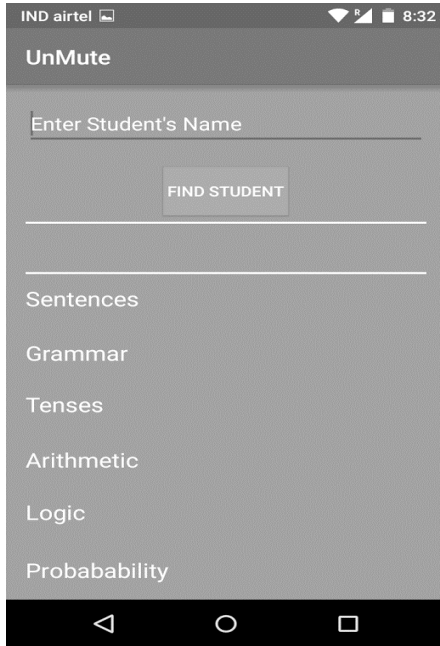 IND airtel 8:32
UnMute
Enter Student's Name
FIND STUDENT
Sentences
Grammar
Tenses
Arithmetic
Logic
Probabability